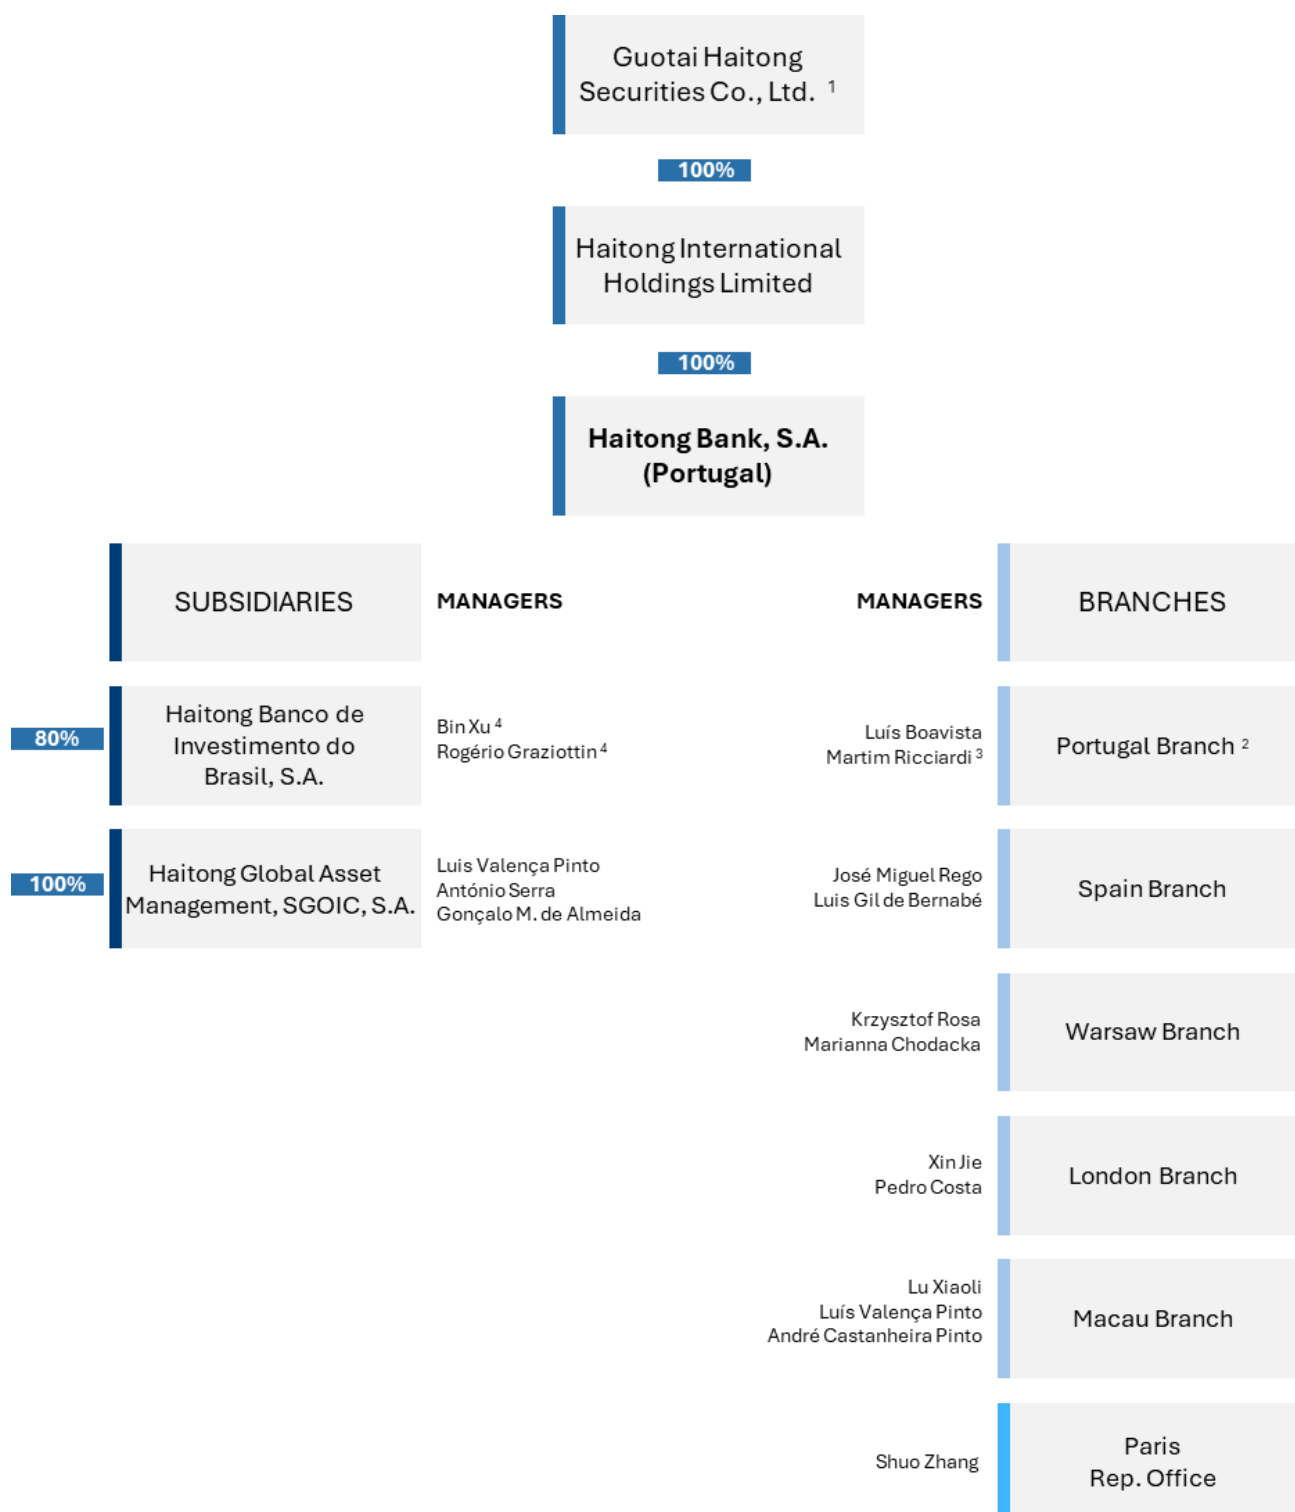 Guotai Haitong
Securities Co., Ltd. 1
100%
Haitong International
Holdings Limited
100%
Haitong Bank, S.A.
(Portugal)
SUBSIDIARIES
MANAGERS
MANAGERS
BRANCHES
80%
Haitong Banco de
Investimento do
Brasil, S.A.
Bin Xu 4
Rogério Graziottin 4
Luís Boavista
Martim Ricciardi 3
Portugal Branch 2
100%
Haitong Global Asset
Management, SGOIC, S.A.
Luis Valença Pinto
António Serra
Gonçalo M. de Almeida
José Miguel Rego
Luis Gil de Bernabé
Spain Branch
Krzysztof Rosa
Marianna Chodacka
Warsaw Branch
Xin Jie
Pedro Costa
London Branch
Lu Xiaoli
Luís Valença Pinto
André Castanheira Pinto
Macau Branch
Shuo Zhang
Paris
Rep. Office